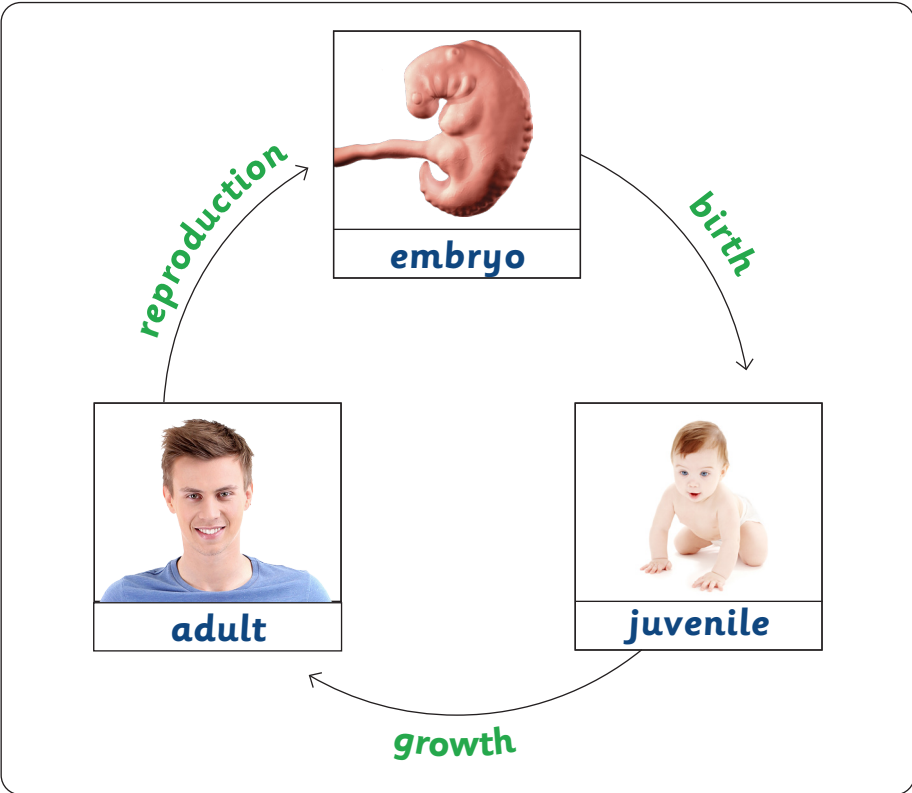 reproduction
embryo
birth
adult
juvenile
growth